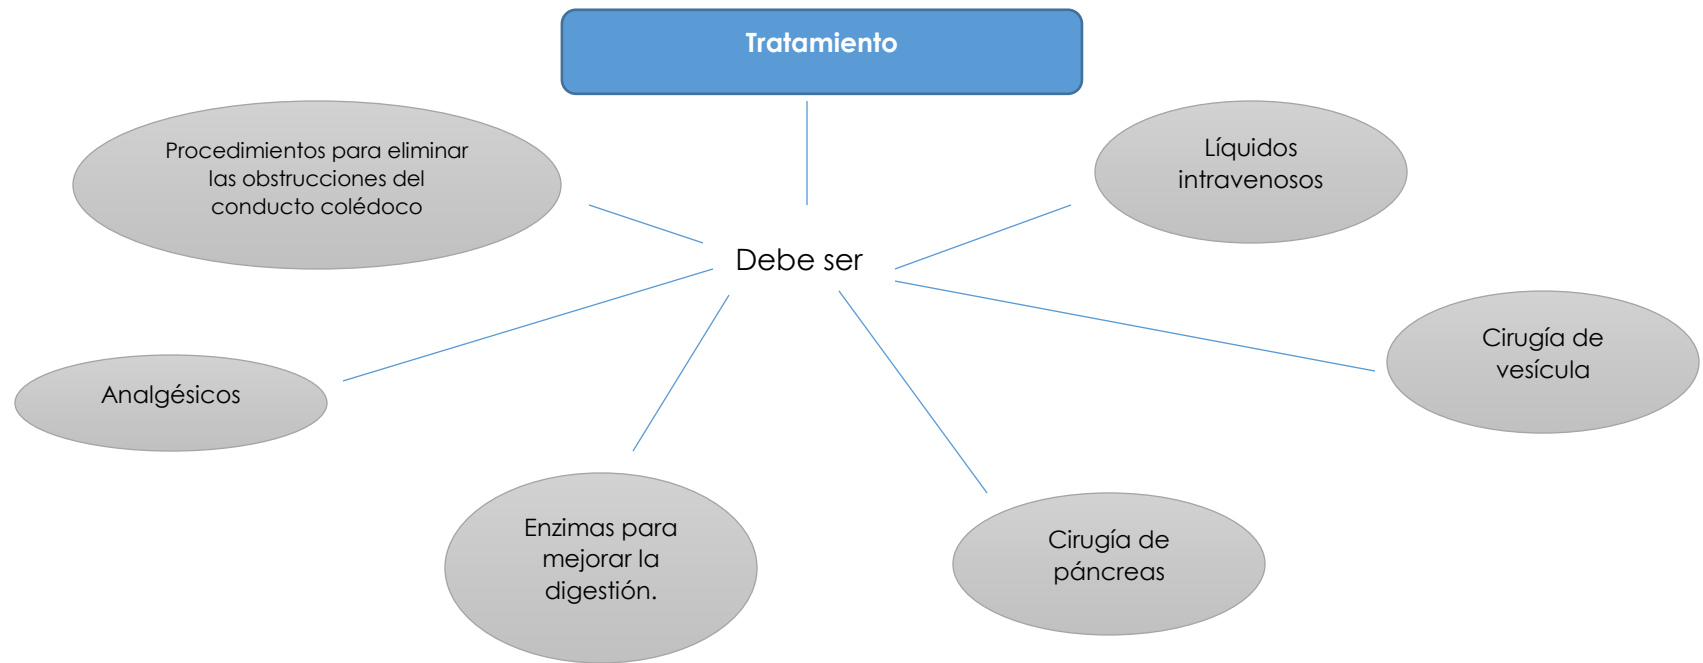 Tratamiento
Procedimientos para eliminar
las obstrucciones del
conducto colédoco
Líquidos
intravenosos
Debe ser
Cirugía de
vesícula
Analgésicos
Enzimas para
mejorar la
digestión.
Cirugía de
páncreas